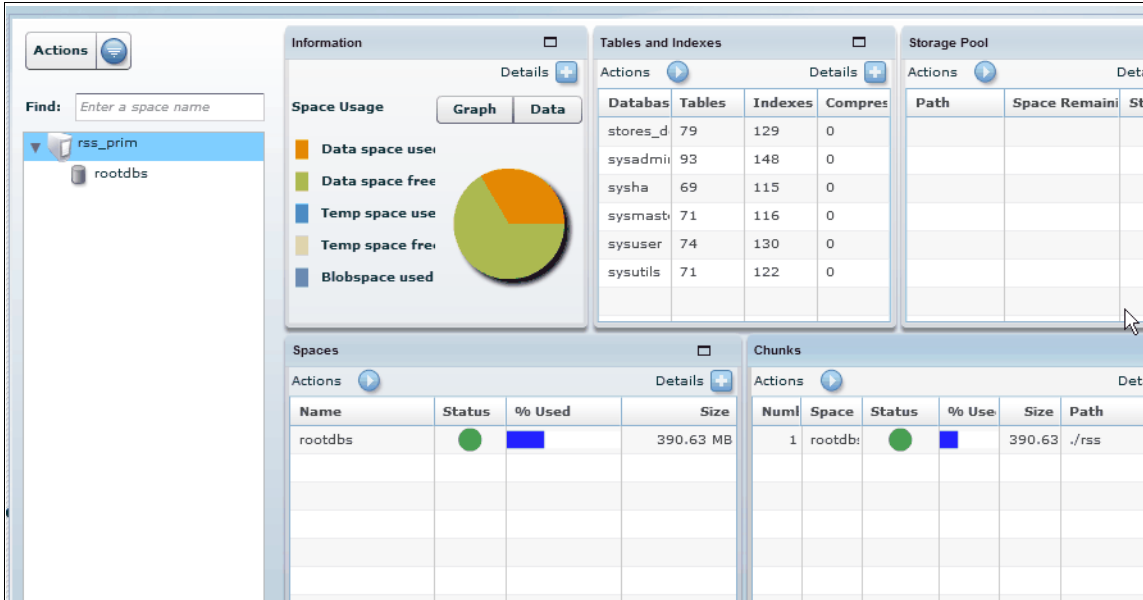 Actions
Find: Enter a space name
rss_prim
rootdbs
Information
Details
Space Usage Graph Data
Data space use
Data space free
Temp space use
Temp space fre
Blobspace used
Tables and Indexes
Actions Details
Databas Tables Indexes Compres
stores_d 79 129 0
sysadmi 93 148 0
sysha 69 115 0
sysmast 71 116 0
sysuser 74 130 0
sysutils 71 122 0
Storage Pool
Actions Deta
Path Space Remaini St
Spaces
Actions Details
Name Status % Used Size
rootdbs 390.63 MB
Chunks
Actions Det
Numl Space Status % Use Size Path
1 rootdb 390.63 ./rss